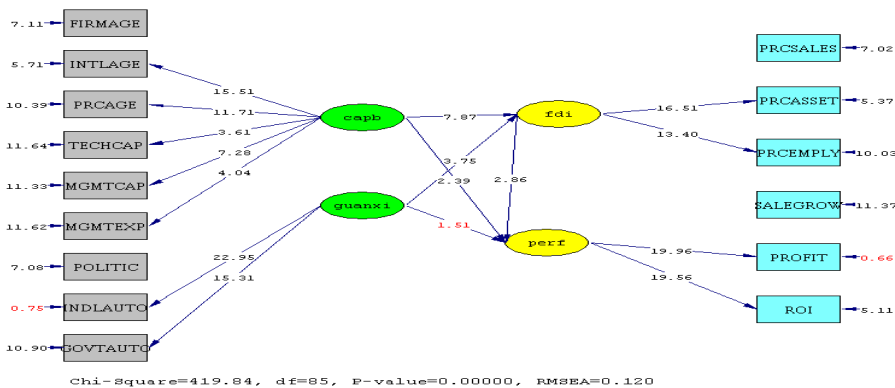 7.11 FIRMAGE
5.71 INTLAGE
10.39 PRCAGE
11.64 TECHCAP
11.33 MGMTCAP
11.62 MGMTEXP
7.08 POLITIC
0.75 INDLAUTO
10.90 GOVTAUTO
15.51
11.71
3.61
7.28
4.04
22.95
15.31
capb
guanxi
7.87
3.75
2.39
2.86
1.51
fdi
perf
16.51
13.40
19.96
19.56
PRCSALES 7.02
PRCASSET 5.37
PRCEMPLY 10.03
SALEGROW 11.37
PROFIT 0.66
ROI 5.11
Chi-Square=419.84, df=85, P-value=0.00000, RMSEA=0.120